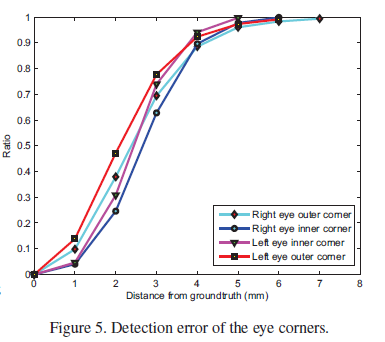 1
0.9
0.8
0.7
0.6
0.5
0.4
0.3
0.2
0.1
0
Ratio
0 1 2 3 4 5 6 7 8
Distance from groundtruth (mm)
Right eye outer corner
Right eye inner corner
Left eye inner corner
Left eye outer corner
Figure 5. Detection error of the eye corners.